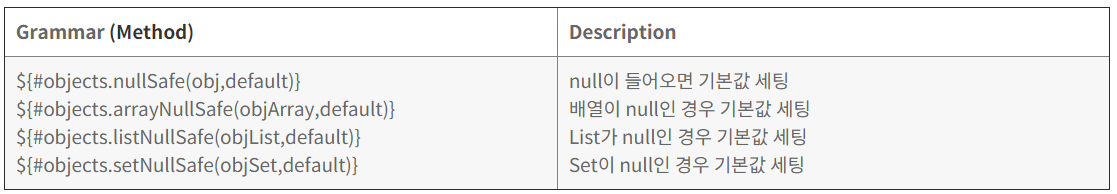 Grammar (Method) Description
${#objects.nullSafe(obj,default)} null이 들어오면 기본값 세팅
${#objects.arrayNullSafe(objArray,default)} 배열이 null인 경우 기본값 세팅
${#objects.listNullSafe(objList,default)} List가 null인 경우 기본값 세팅
${#objects.setNullSafe(objSet,default)} Set이 null인 경우 기본값 세팅